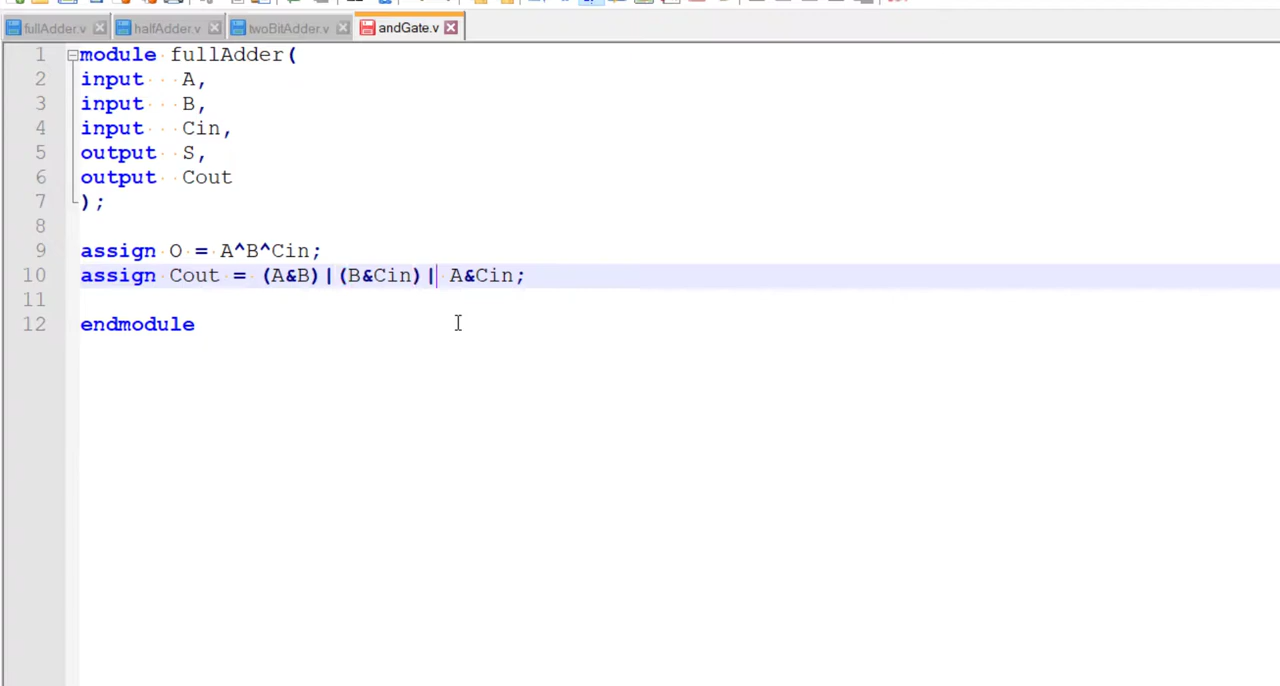 fullAdder.v halfAdder.v twoBitAdder.v andGate.v
1 module fullAdder(
2 input A,
3 input B,
4 input Cin,
5 output S,
6 output Cout
7 );
8
9 assign O = A^B^Cin;
10 assign Cout = (A&B)|(B&Cin)| A&Cin;
11
12 endmodule